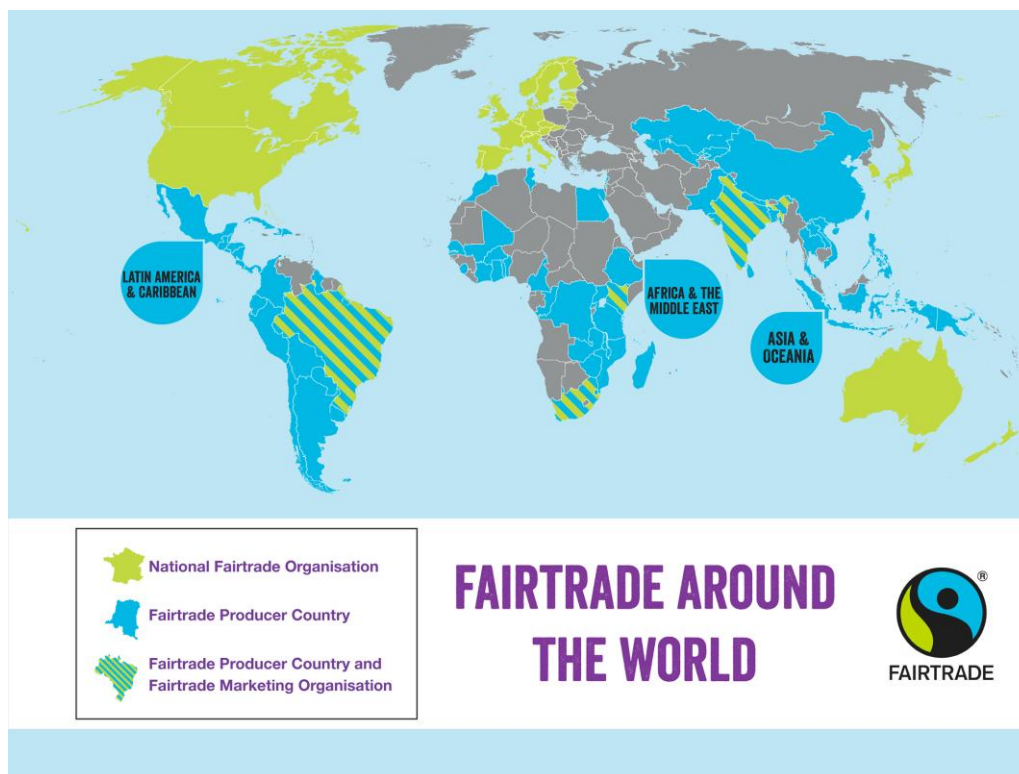 LATIN AMERICA
& CARIBBEAN
AFRICA & THE
MIDDLE EAST
ASIA &
OCEANIA
National Fairtrade Organisation
Fairtrade Producer Country
Fairtrade Producer Country and
Fairtrade Marketing Organisation
FAIRTRADE AROUND
THE WORLD
®
FAIRTRADE